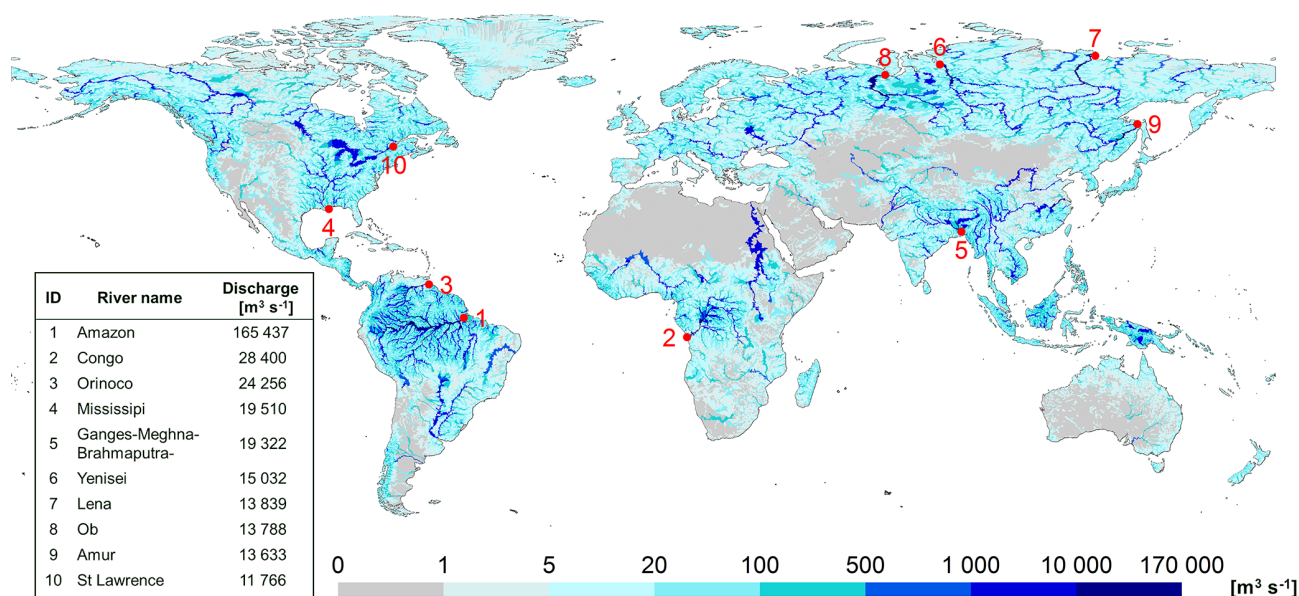 8
6
7
9
10
4
5
3
1
2
ID River name Discharge
[m³ s⁻¹]
1 Amazon 165 437
2 Congo 28 400
3 Orinoco 24 256
4 Mississipi 19 510
5 Ganges-Meghna-
Brahmaputra- 19 322
6 Yenisei 15 032
7 Lena 13 839
8 Ob 13 788
9 Amur 13 633
10 St Lawrence 11 766
0 1 5 20 100 500 1 000 10 000 170 000
[m³ s⁻¹]